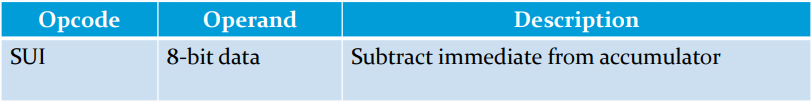 Opcode Operand Description
SUI 8-bit data Subtract immediate from accumulator